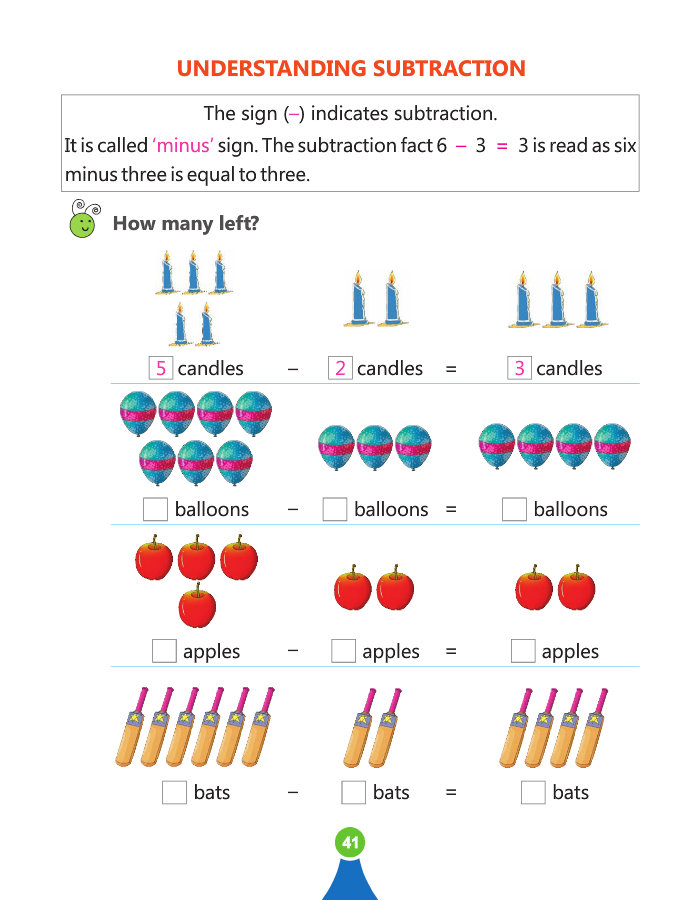 UNDERSTANDING SUBTRACTION
The sign (–) indicates subtraction.
It is called ‘minus’ sign. The subtraction fact 6 – 3 = 3 is read as six
minus three is equal to three.
How many left?
5 candles – 2 candles = 3 candles
balloons – balloons = balloons
apples – apples = apples
bats – bats = bats
41